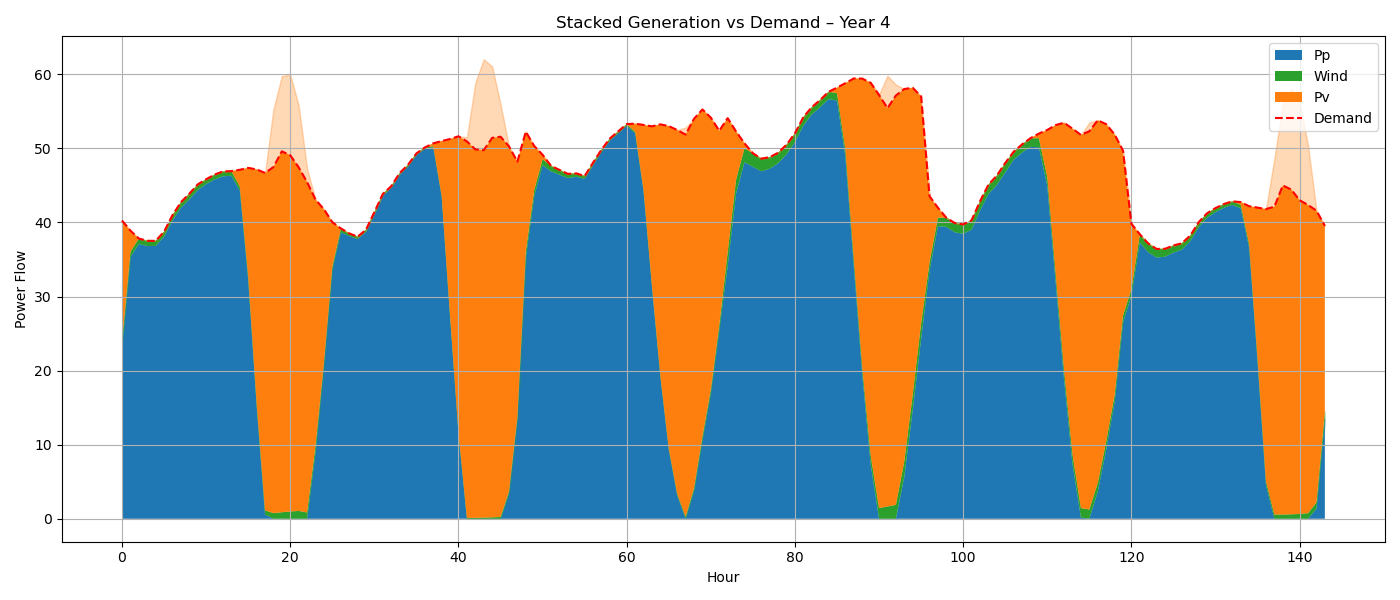 Stacked Generation vs Demand – Year 4
Power Flow
60
50
40
30
20
10
0
0 20 40 60 80 100 120 140
Hour
Pp
Wind
Pv
Demand